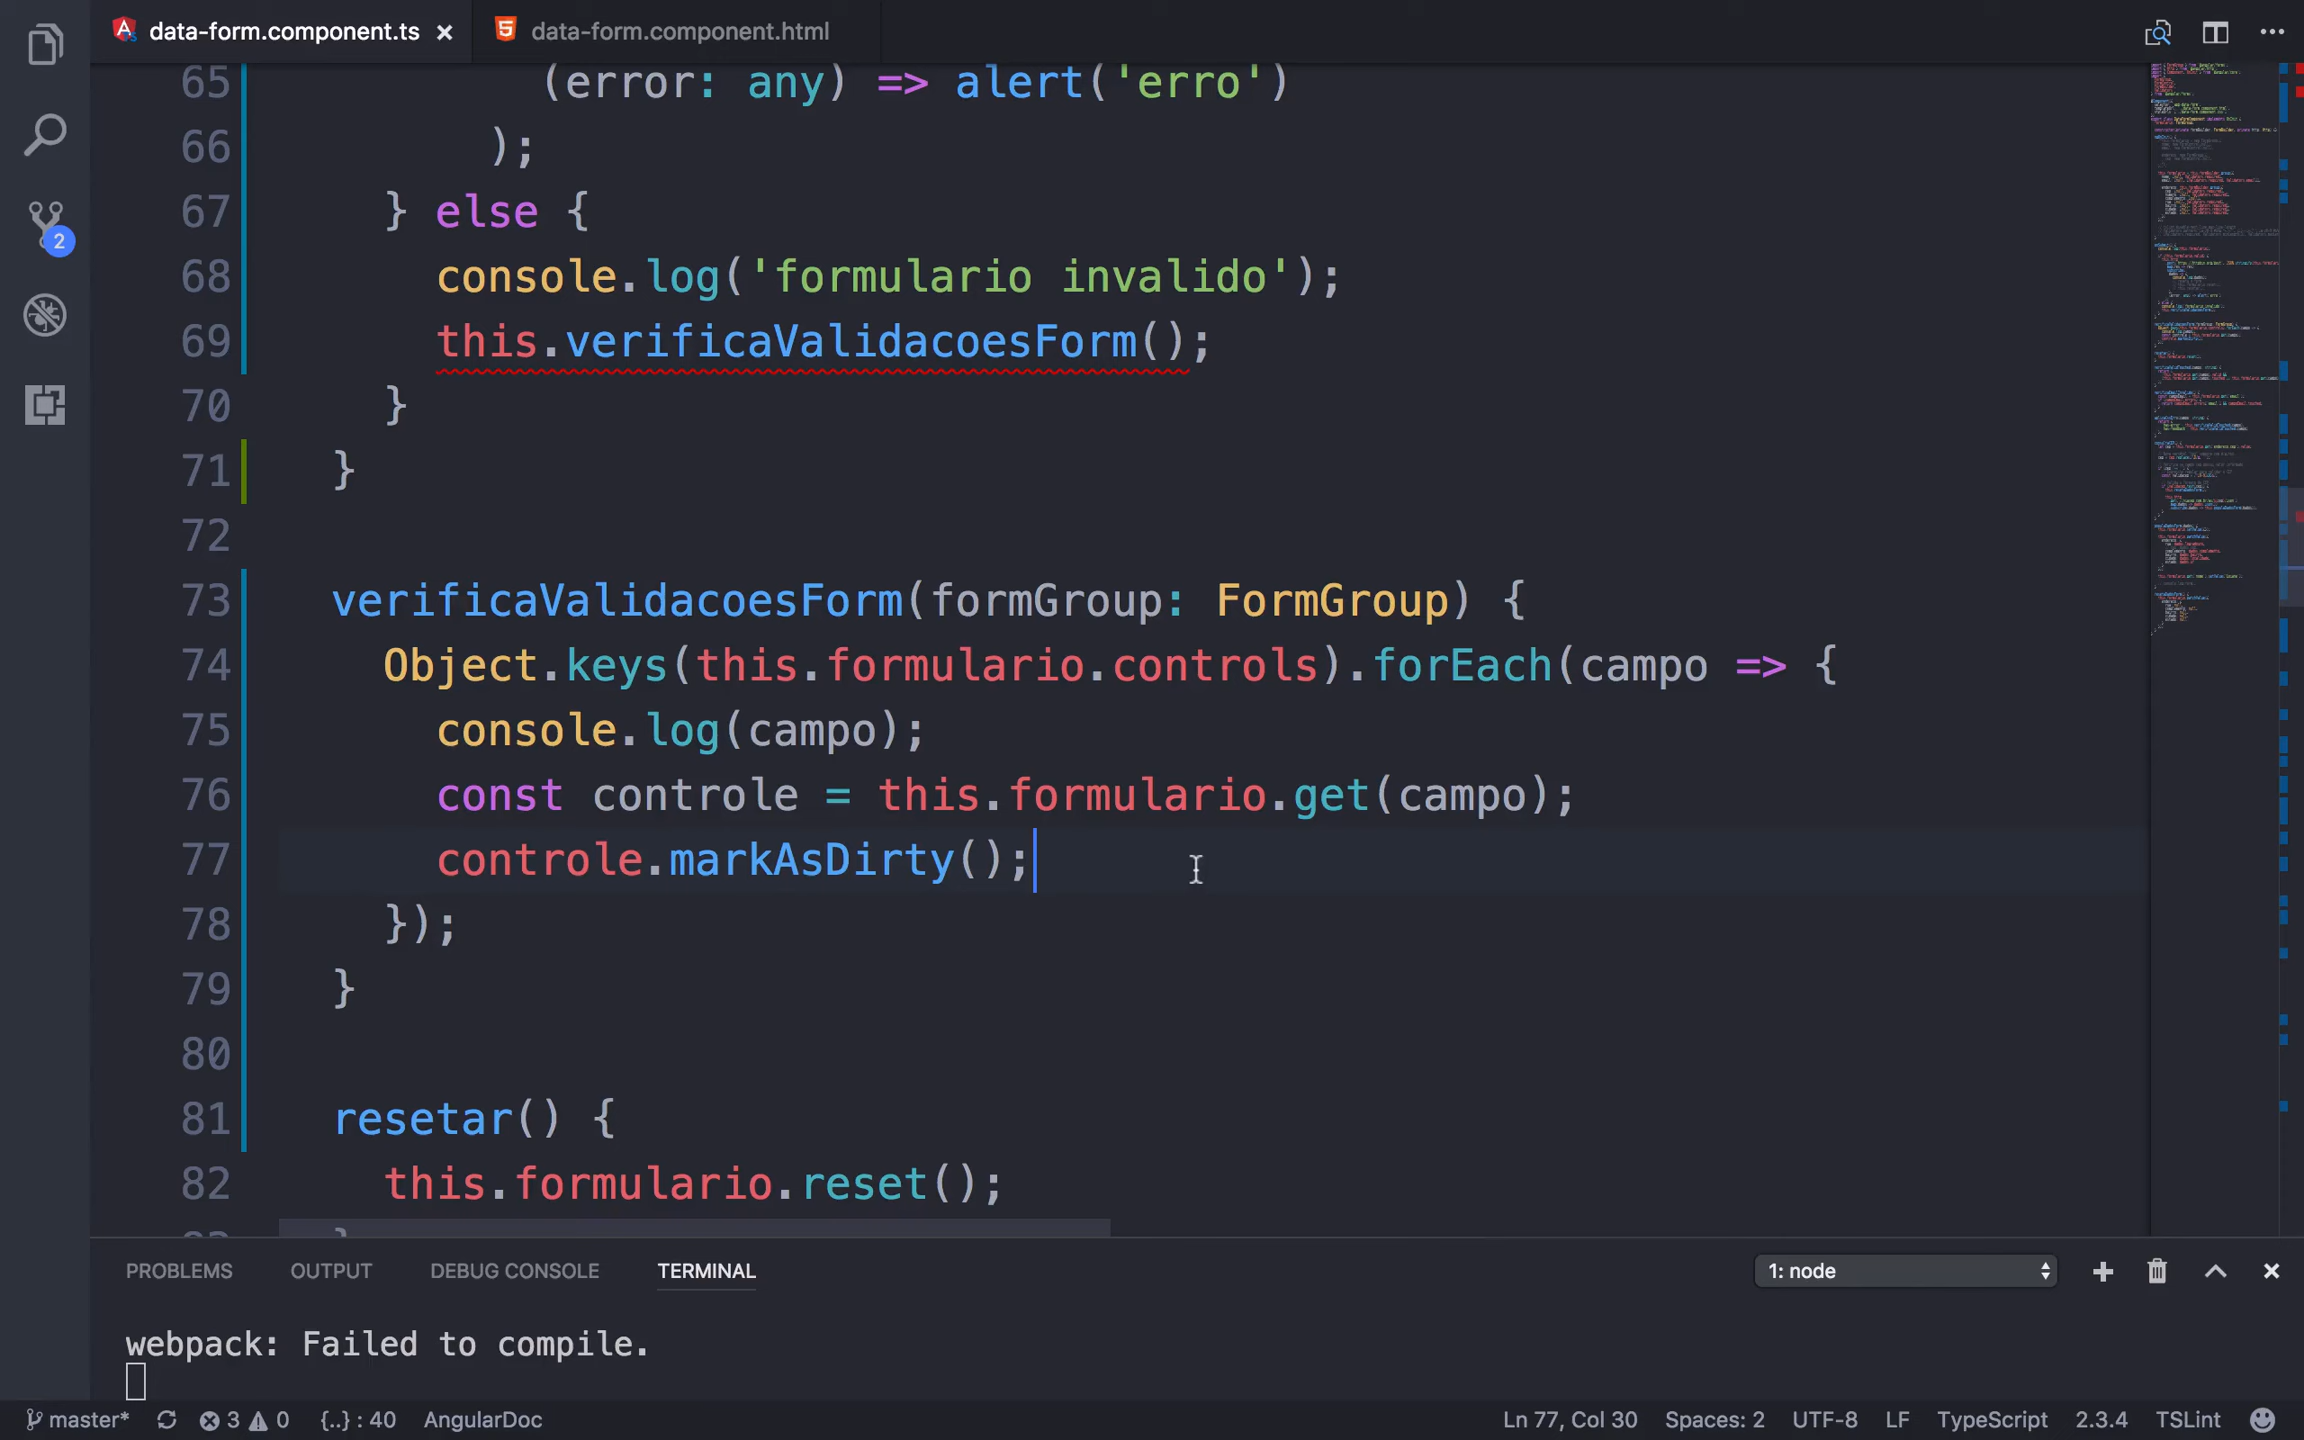 data-form.component.ts
data-form.component.html
65 (error: any) => alert('erro')
66 );
67 } else {
68 console.log('formulario invalido');
69 this.verificaValidacoesForm();
70 }
71 }
72
73 verificaValidacoesForm(formGroup: FormGroup) {
74 Object.keys(this.formulario.controls).forEach(campo => {
75 console.log(campo);
76 const controle = this.formulario.get(campo);
77 controle.markAsDirty();
78 });
79 }
80
81 resetar() {
82 this.formulario.reset();
2
PROBLEMS OUTPUT DEBUG CONSOLE TERMINAL 1: node
webpack: Failed to compile.
master* 3 0 {..} : 40 AngularDoc Ln 77, Col 30 Spaces: 2 UTF-8 LF TypeScript 2.3.4 TSLint